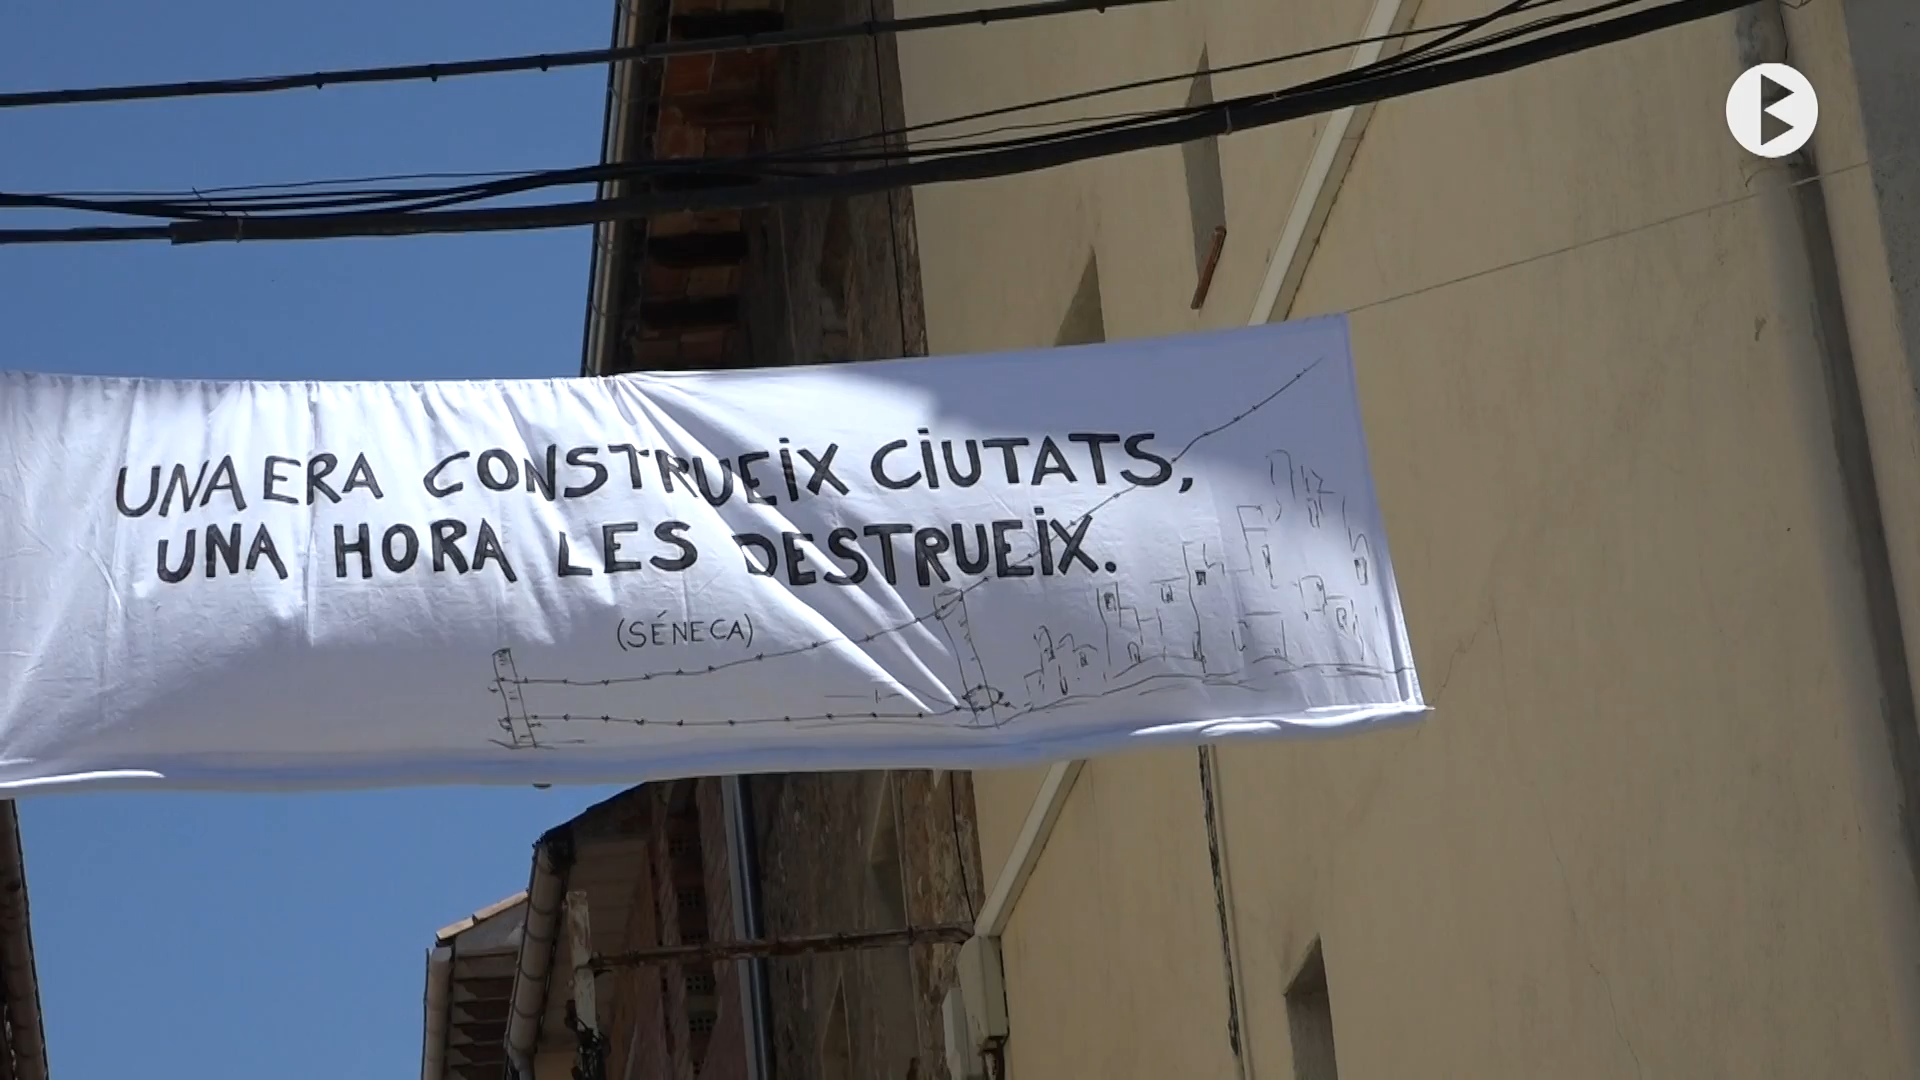 UNA ERA CONSTRUEIX CIUTATS,
UNA HORA LES DESTRUEIX.
(SÉNECA)